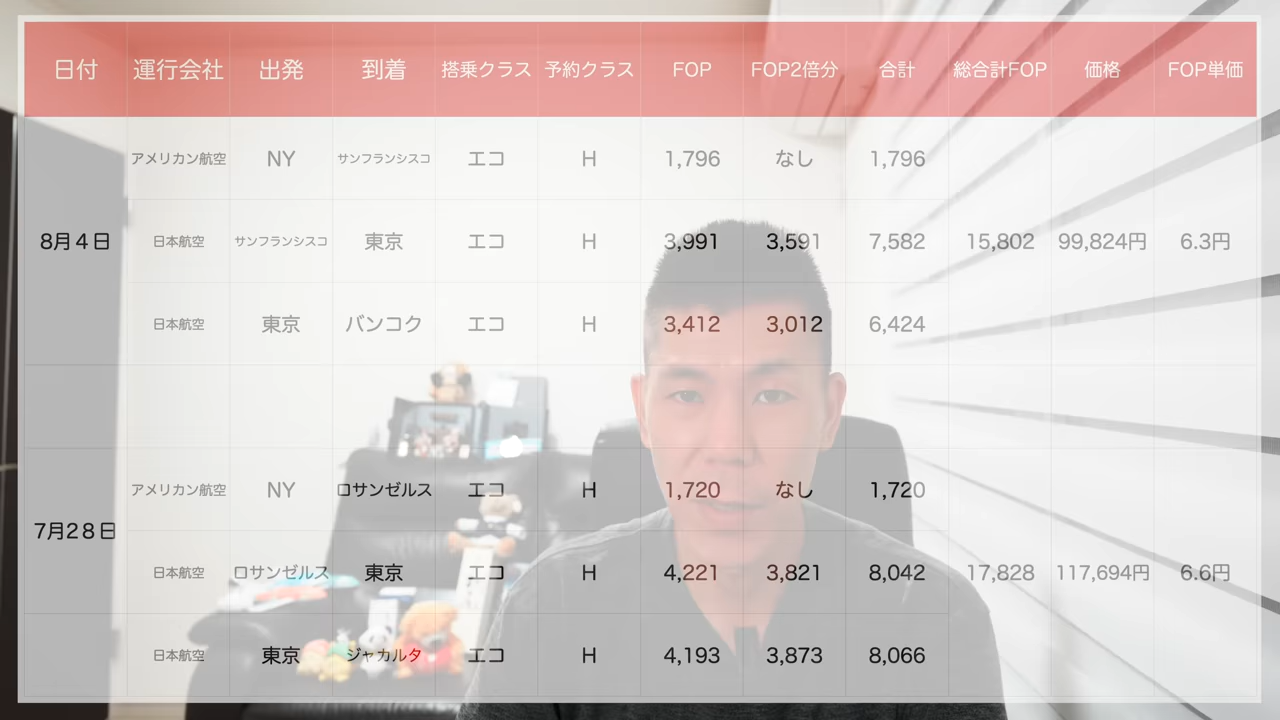 日付 運行会社 出発 到着 搭乗クラス 予約クラス FOP FOP2倍分 合計 総合計FOP 価格 FOP単価
アメリカン航空 NY サンフランシスコ エコ H 1,796 なし 1,796
8月４日 日本航空 サンフランシスコ 東京 エコ H 3,991 3,591 7,582 15,802 99,824円 6.3円
日本航空 東京 バンコク エコ H 3,412 3,012 6,424
アメリカン航空 NY ロサンゼルス エコ H 1,720 なし 1,720
7月２８日
日本航空 ロサンゼルス 東京 エコ H 4,221 3,821 8,042 17,828 117,694円 6.6円
日本航空 東京 ジャカルタ エコ H 4,193 3,873 8,066